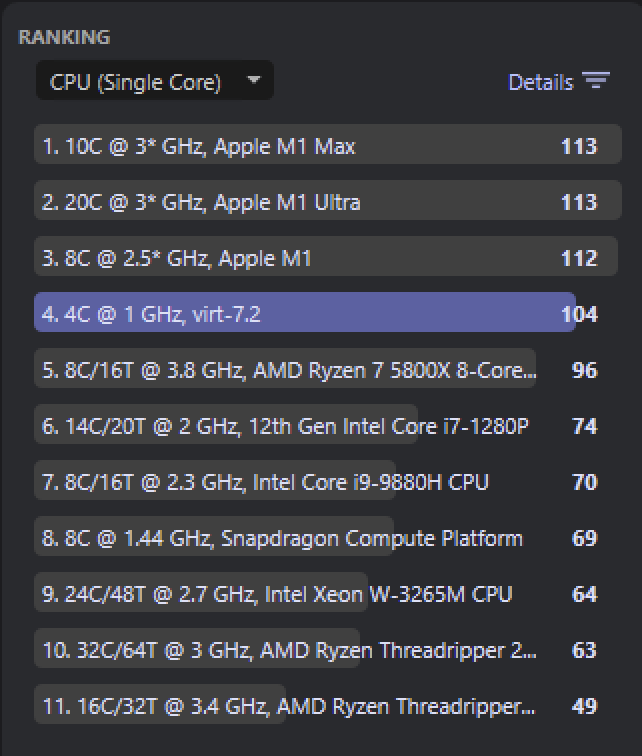 RANKING
CPU (Single Core)
Details
1. 10C @ 3* GHz, Apple M1 Max 113
2. 20C @ 3* GHz, Apple M1 Ultra 113
3. 8C @ 2.5* GHz, Apple M1 112
4. 4C @ 1 GHz, virt-7.2 104
5. 8C/16T @ 3.8 GHz, AMD Ryzen 7 5800X 8-Core... 96
6. 14C/20T @ 2 GHz, 12th Gen Intel Core i7-1280P 74
7. 8C/16T @ 2.3 GHz, Intel Core i9-9880H CPU 70
8. 8C @ 1.44 GHz, Snapdragon Compute Platform 69
9. 24C/48T @ 2.7 GHz, Intel Xeon W-3265M CPU 64
10. 32C/64T @ 3 GHz, AMD Ryzen Threadripper 2... 63
11. 16C/32T @ 3.4 GHz, AMD Ryzen Threadripper... 49